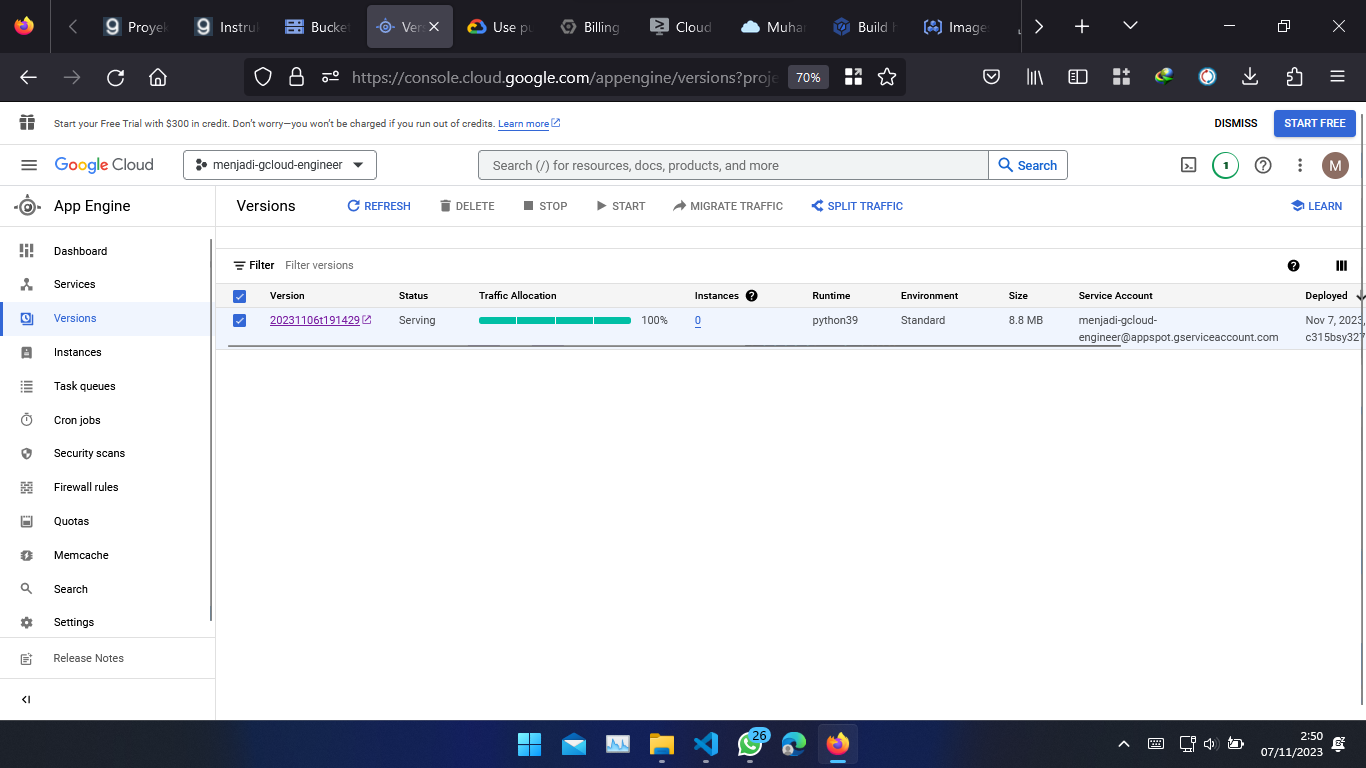 Proyek
Instruk
Bucket
Ver
Use pu
Billing
Cloud
Muhar
Build h
Image
https://console.cloud.google.com/appengine/versions?proje
70%
Start your Free Trial with $300 in credit. Don't worry—you won't be charged if you run out of credits. Learn more
DISMISS
START FREE
Google Cloud
menjadi-gcloud-engineer
Search (/) for resources, docs, products, and more
Search
1
M
App Engine
Versions
REFRESH
DELETE
STOP
START
MIGRATE TRAFFIC
SPLIT TRAFFIC
LEARN
Dashboard
Services
Versions
Instances
Task queues
Cron jobs
Security scans
Firewall rules
Quotas
Memcache
Search
Settings
Release Notes
Filter
Filter versions
Version Status Traffic Allocation Instances Runtime Environment Size Service Account Deployed
20231106t191429 Serving 100% 0 python39 Standard 8.8 MB menjadi-gcloud- Nov 7, 2023,
engineer@appspot.gserviceaccount.com c315bsy327
26
2:50
07/11/2023